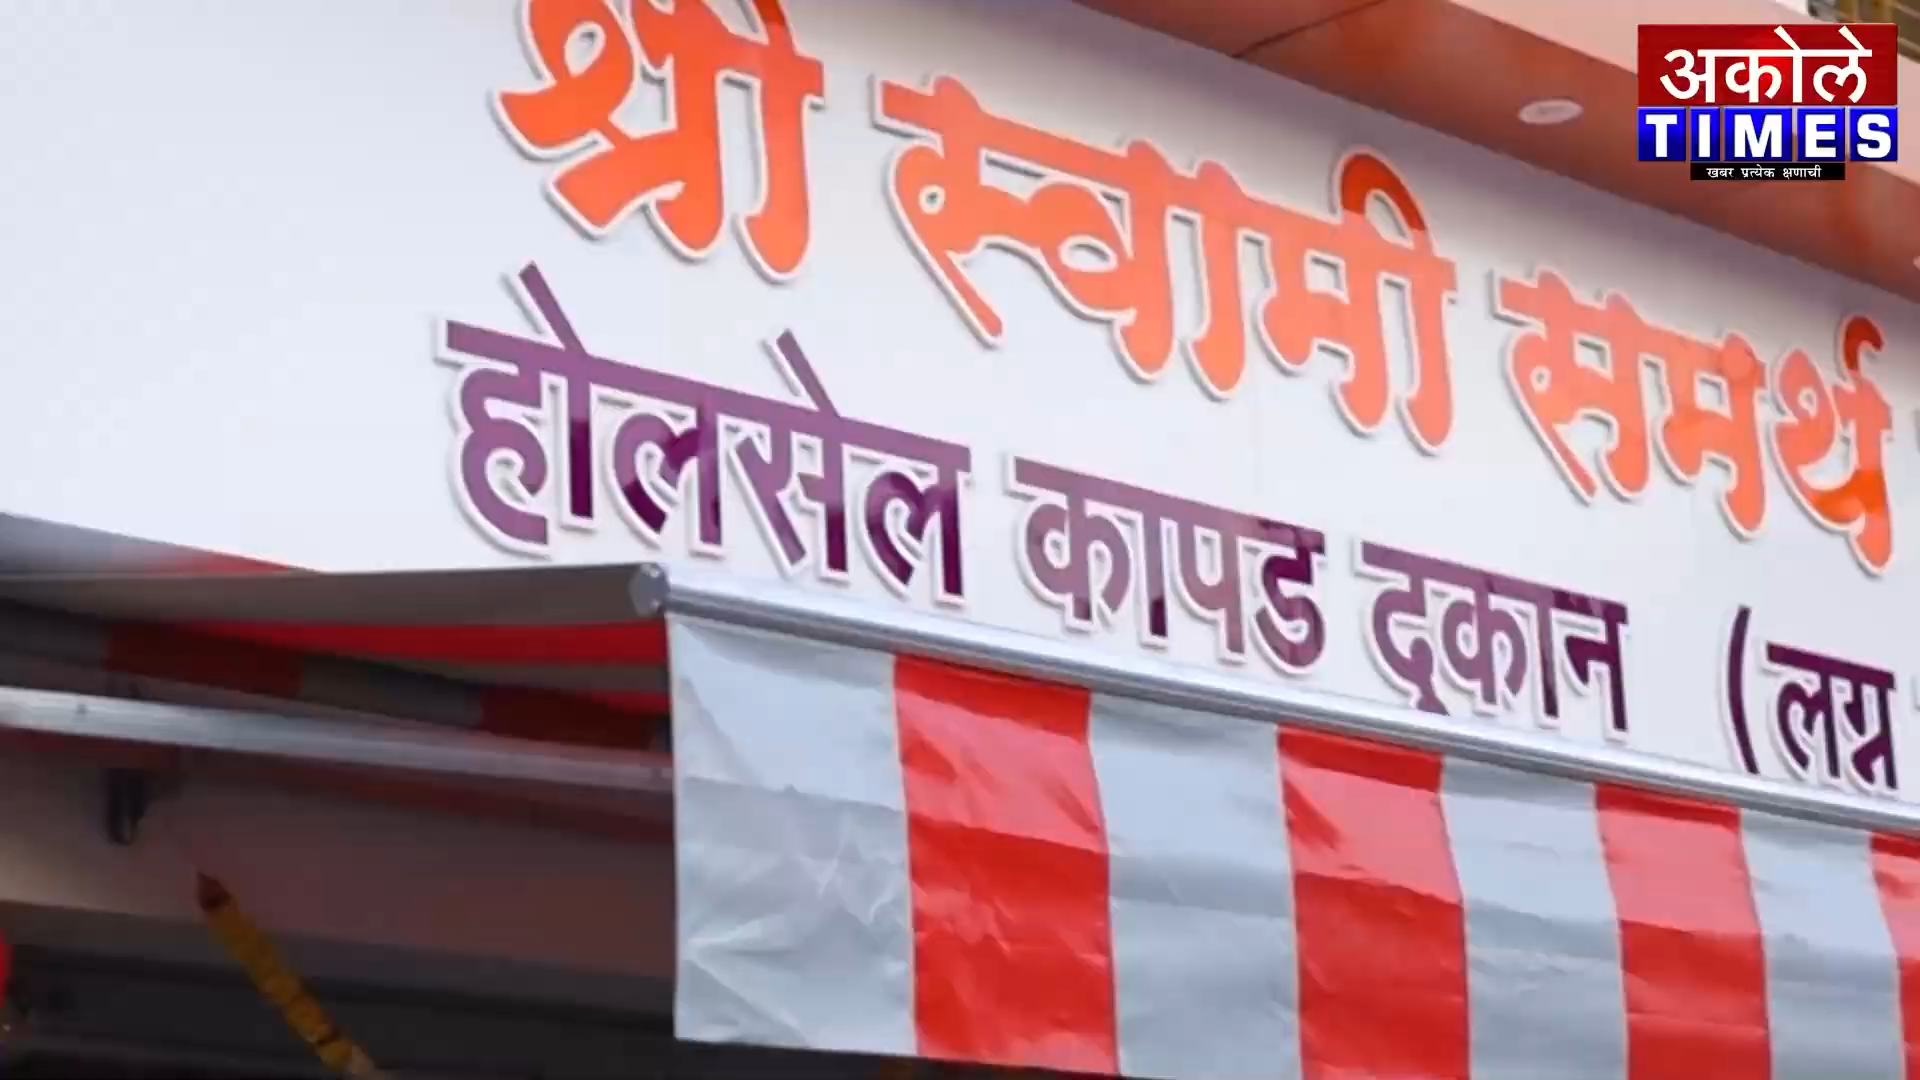 श्री स्वामी समर्थ
होलसेल कापड दुकान (लग्न
अकोले
TIMES
खबर प्रत्येक क्षणाची